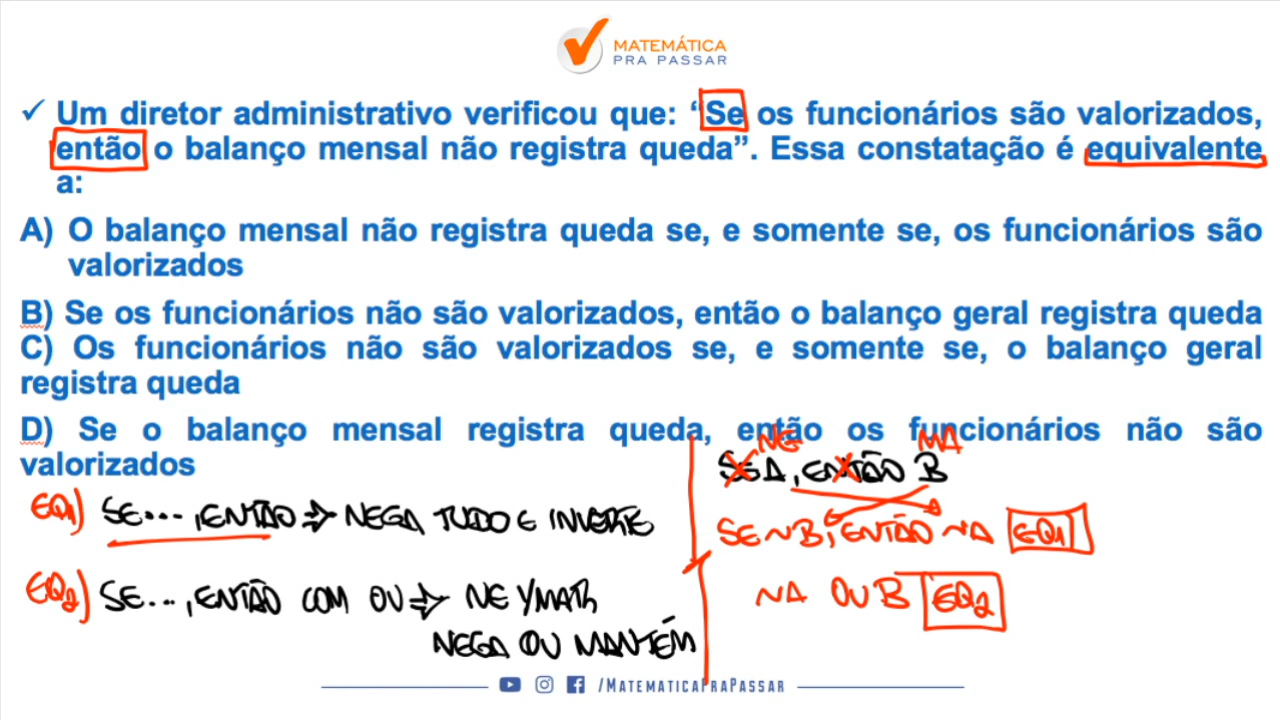 MATEMÁTICA
PRA PASSAR
✓ Um diretor administrativo verificou que: “Se os funcionários são valorizados,
então o balanço mensal não registra queda”. Essa constatação é equivalente
a:
A) O balanço mensal não registra queda se, e somente se, os funcionários são
valorizados
B) Se os funcionários não são valorizados, então o balanço geral registra queda
C) Os funcionários não são valorizados se, e somente se, o balanço geral
registra queda
D) Se o balanço mensal registra queda, então os funcionários não são
valorizados
NE MA
SE A, ENTÃO B
EQ1) SE..., ENTÃO ⇒ NEGA TUDO E INVERTE
SE ~B, ENTÃO ~A EQ1
EQ2) SE..., ENTÃO COM OU ⇒ NEYMAR
~A OU B EQ2
NEGA OU MANTÉM
/MATEMATICAPRAPASSAR